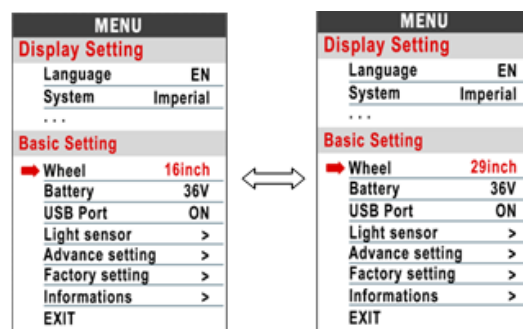 MENU
Display Setting
Language EN
System Imperial
...
Basic Setting
Wheel 16inch
Battery 36V
USB Port ON
Light sensor >
Advance setting >
Factory setting >
Informations >
EXIT
MENU
Display Setting
Language EN
System Imperial
...
Basic Setting
Wheel 29inch
Battery 36V
USB Port ON
Light sensor >
Advance setting >
Factory setting >
Informations >
EXIT